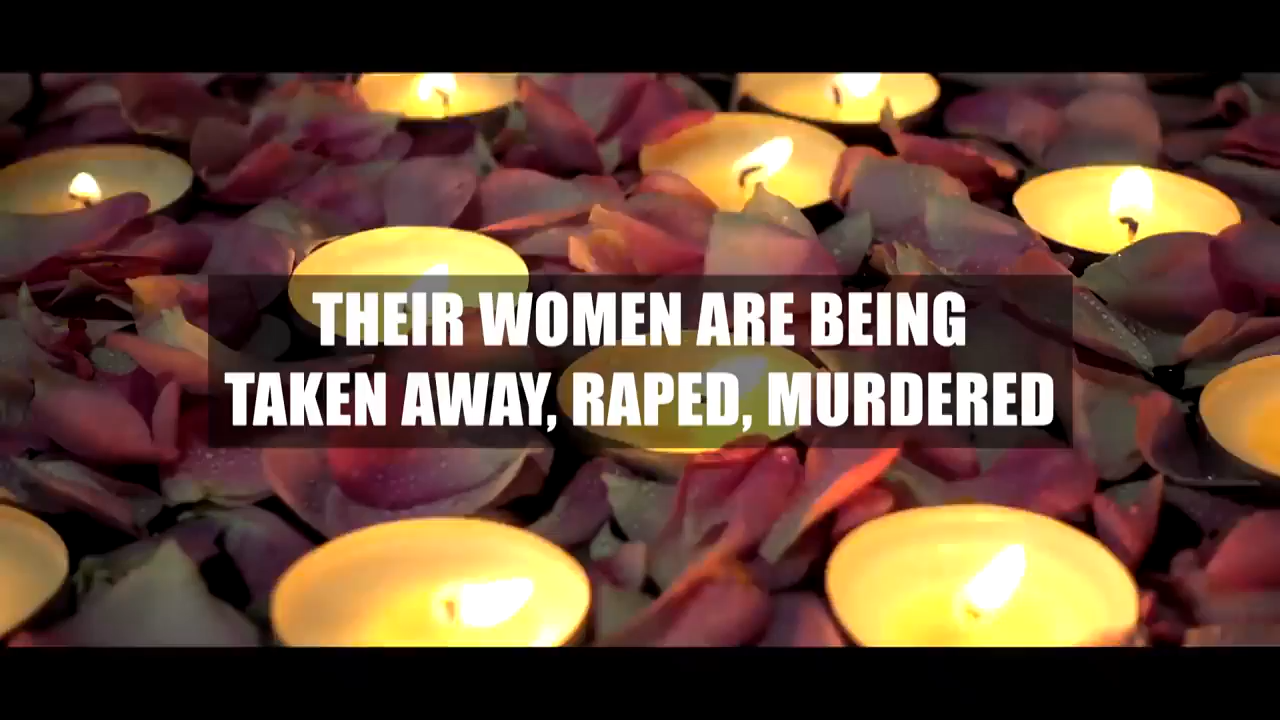 THEIR WOMEN ARE BEING
TAKEN AWAY, RAPED, MURDERED